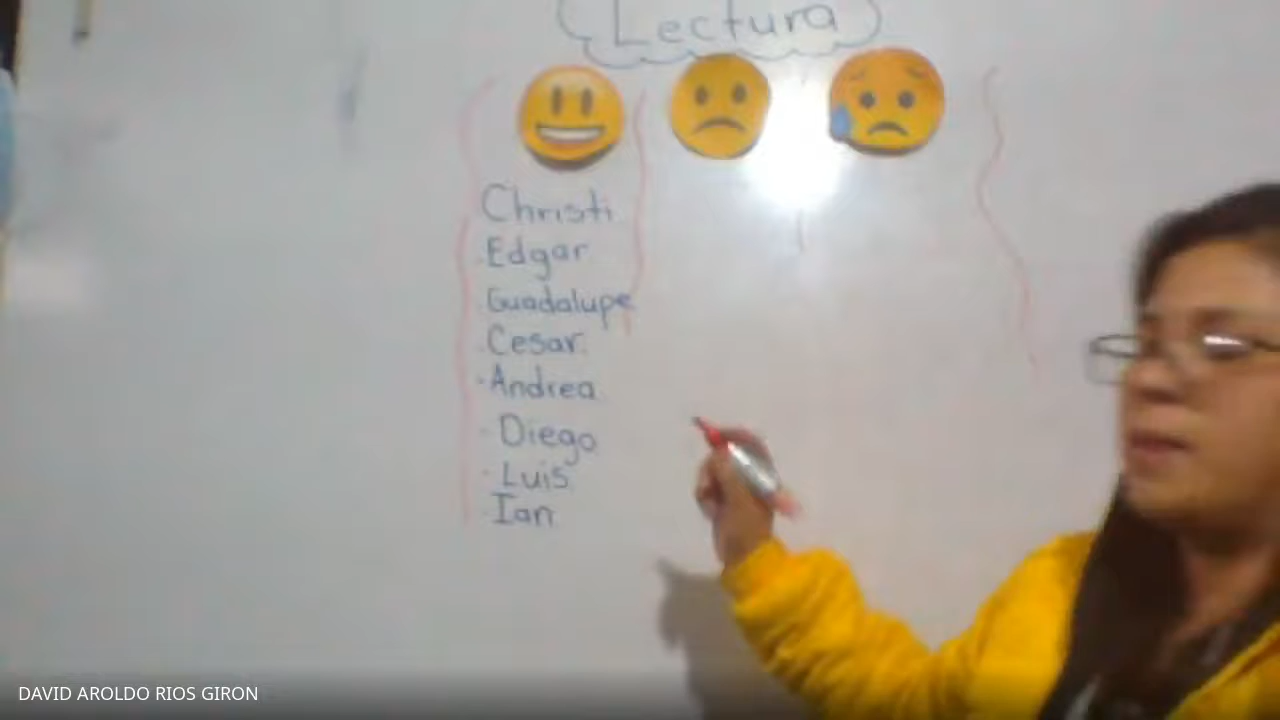 Lectura
Christi
Edgar
Guadalupe
Cesar.
Andrea
Diego
Luis
Ian
DAVID AROLDO RIOS GIRON